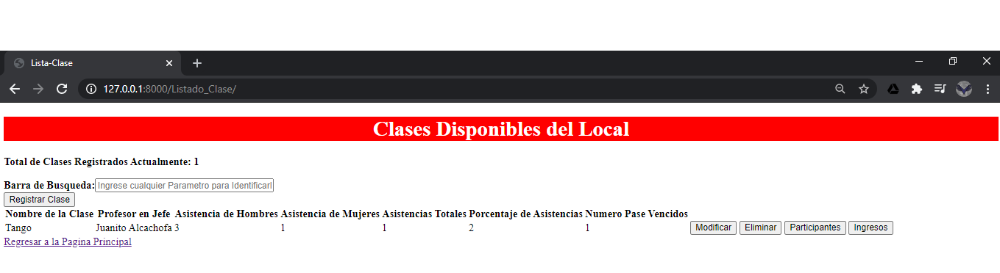 Lista-Clase
127.0.0.1:8000/Listado_Clase/
Clases Disponibles del Local
Total de Clases Registrados Actualmente: 1
Barra de Busqueda: Ingrese cualquier Parametro para Identificarl
Registrar Clase
Nombre de la Clase Profesor en Jefe Asistencia de Hombres Asistencia de Mujeres Asistencias Totales Porcentaje de Asistencias Numero Pase Vencidos
Tango Juanito Alcachofa 3 1 1 2 1 Modificar Eliminar Participantes Ingresos
Regresar a la Pagina Principal